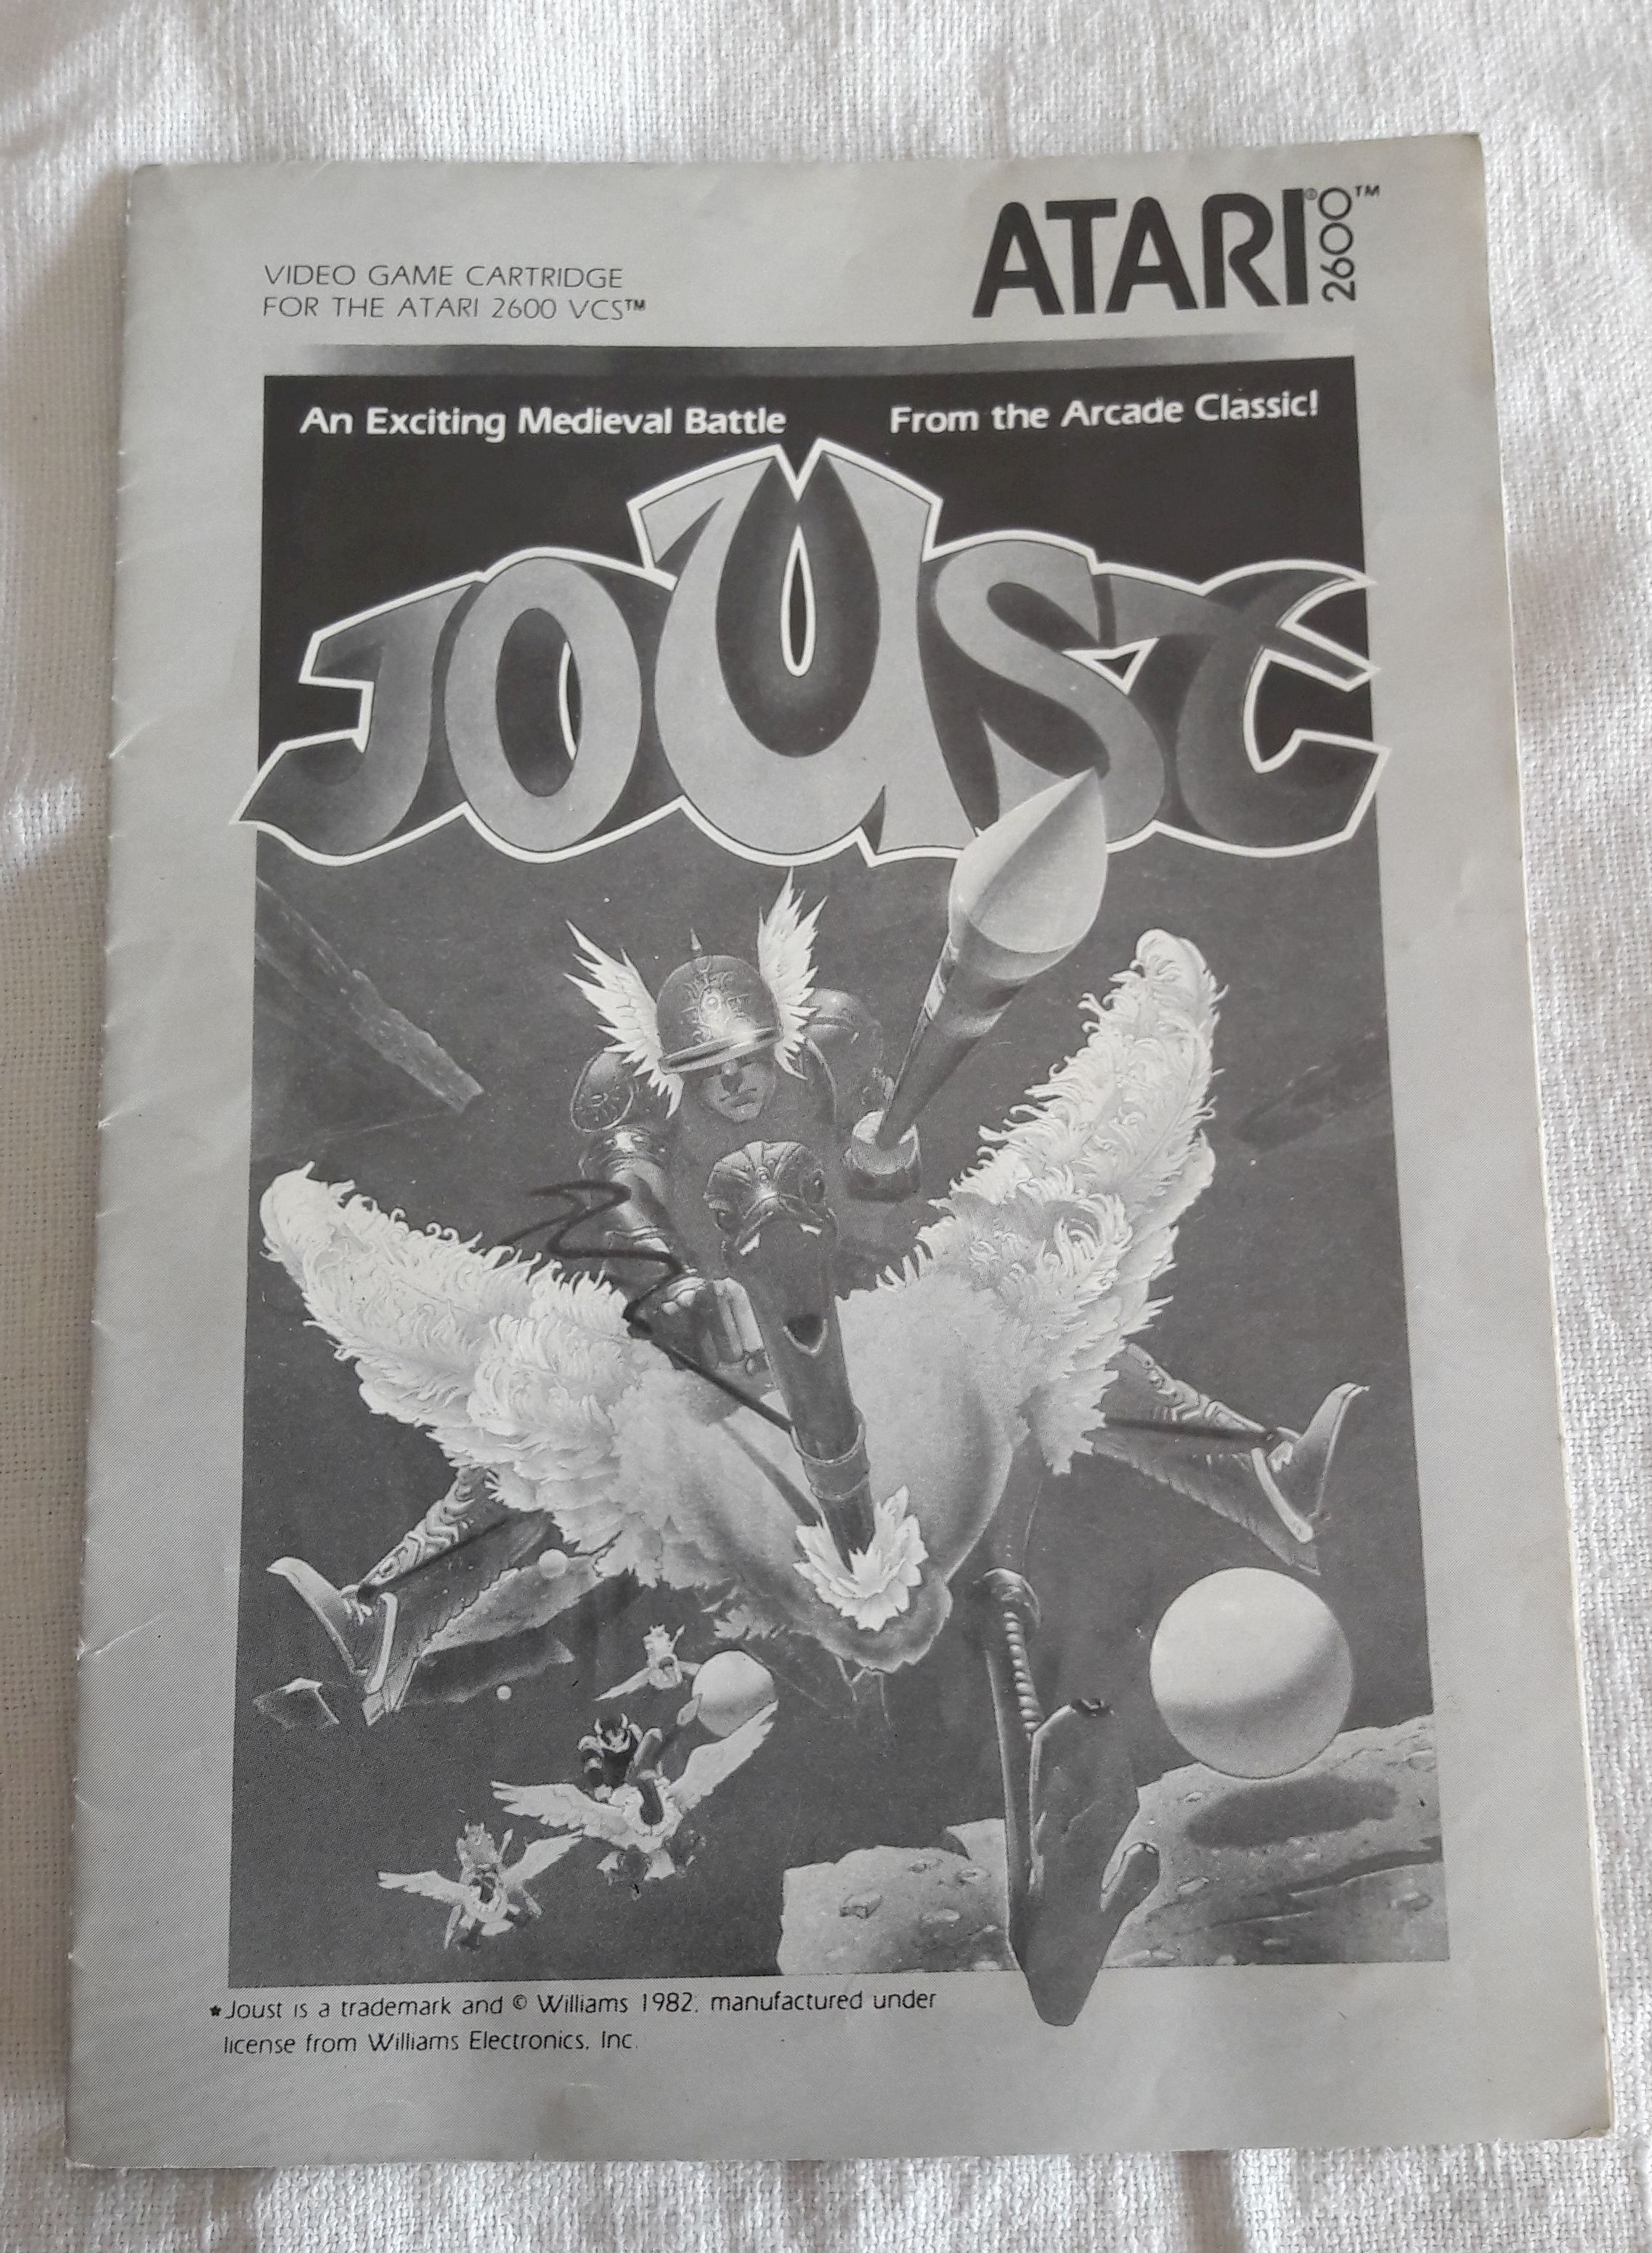 ATARI® 2600™
VIDEO GAME CARTRIDGE
FOR THE ATARI 2600 VCS™
An Exciting Medieval Battle From the Arcade Classic!
JOUST
*Joust is a trademark and © Williams 1982, manufactured under
license from Williams Electronics, Inc.